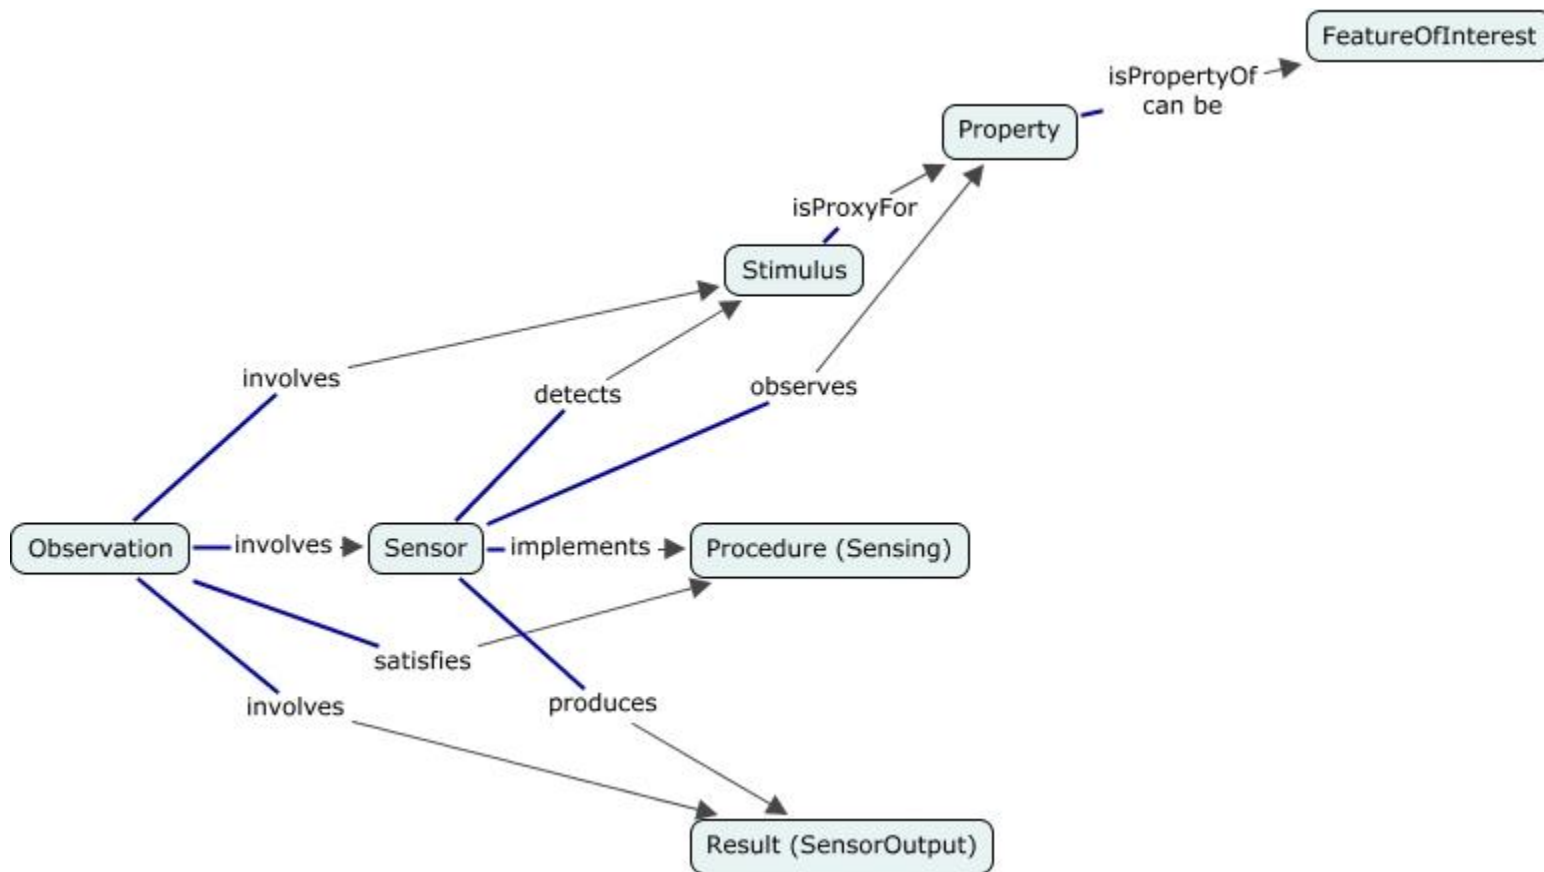 FeatureOfInterest
isPropertyOf
can be
Property
isProxyFor
Stimulus
involves
detects
observes
Observation
involves
Sensor
implements
Procedure (Sensing)
satisfies
involves
produces
Result (SensorOutput)